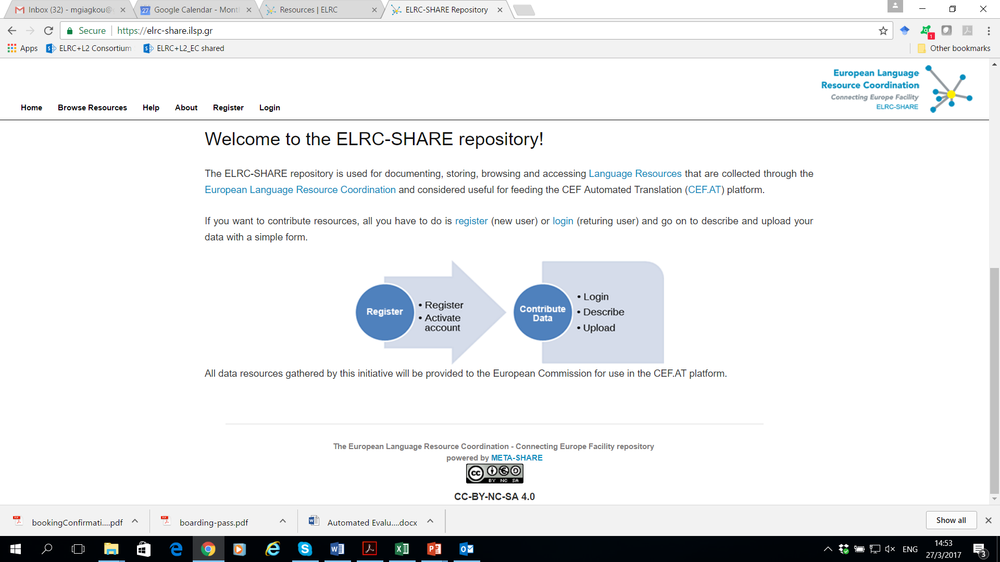 Inbox (32) - mgiagkou@
Google Calendar - Mont
Resources | ELRC
ELRC-SHARE Repository
Secure
https://elrc-share.ilsp.gr
1
Apps
ELRC+L2 Consortium
ELRC+L2_EC shared
Other bookmarks
European Language
Resource Coordination
Connecting Europe Facility
ELRC-SHARE
Home
Browse Resources
Help
About
Register
Login
Welcome to the ELRC-SHARE repository!
The ELRC-SHARE repository is used for documenting, storing, browsing and accessing Language Resources that are collected through the
European Language Resource Coordination and considered useful for feeding the CEF Automated Translation (CEF.AT) platform.
If you want to contribute resources, all you have to do is register (new user) or login (returing user) and go on to describe and upload your
data with a simple form.
Register
• Register
• Activate
account
Contribute
Data
• Login
• Describe
• Upload
All data resources gathered by this initiative will be provided to the European Commission for use in the CEF.AT platform.
The European Language Resource Coordination - Connecting Europe Facility repository
powered by META-SHARE
cc
BY NC SA
CC-BY-NC-SA 4.0
bookingConfirmati....pdf
boarding-pass.pdf
Automated Evalu....docx
Show all
ENG
14:53
27/3/2017
3